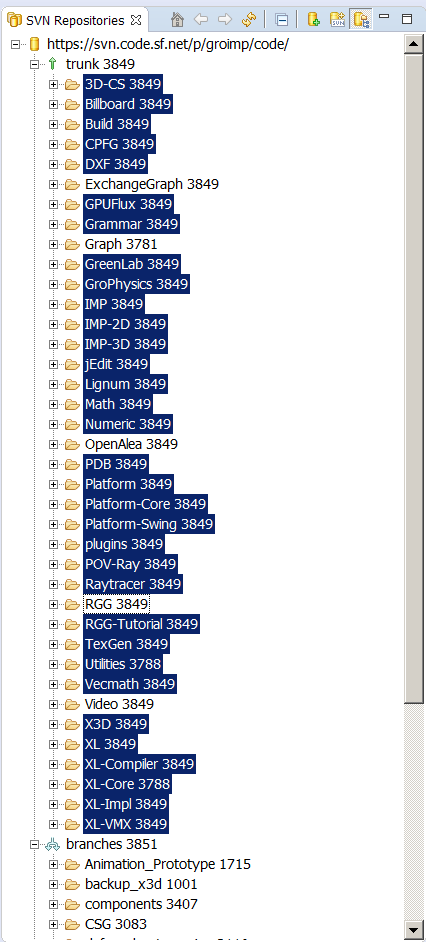 SVN Repositories
https://svn.code.sf.net/p/groimp/code/
trunk 3849
3D-CS 3849
Billboard 3849
Build 3849
CPFG 3849
DXF 3849
ExchangeGraph 3849
GPUFlux 3849
Grammar 3849
Graph 3781
GreenLab 3849
GroPhysics 3849
IMP 3849
IMP-2D 3849
IMP-3D 3849
jEdit 3849
Lignum 3849
Math 3849
Numeric 3849
OpenAlea 3849
PDB 3849
Platform 3849
Platform-Core 3849
Platform-Swing 3849
plugins 3849
POV-Ray 3849
Raytracer 3849
RGG 3849
RGG-Tutorial 3849
TexGen 3849
Utilities 3788
Vecmath 3849
Video 3849
X3D 3849
XL 3849
XL-Compiler 3849
XL-Core 3788
XL-Impl 3849
XL-VMX 3849
branches 3851
Animation_Prototype 1715
backup_x3d 1001
components 3407
CSG 3083